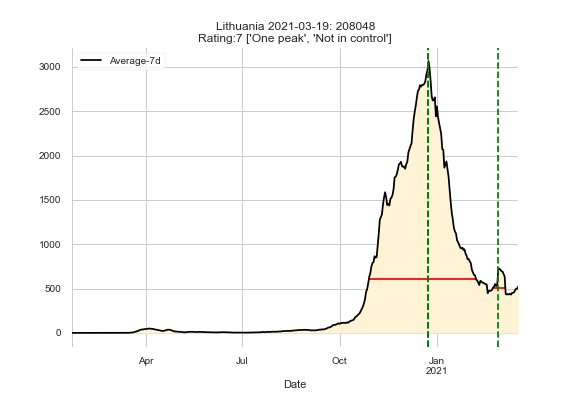 Lithuania 2021-03-19: 208048
Rating:7 ['One peak', 'Not in control']
Average-7d
3000
2500
2000
1500
1000
500
0
Apr
Jul
Oct
Jan
2021
Date